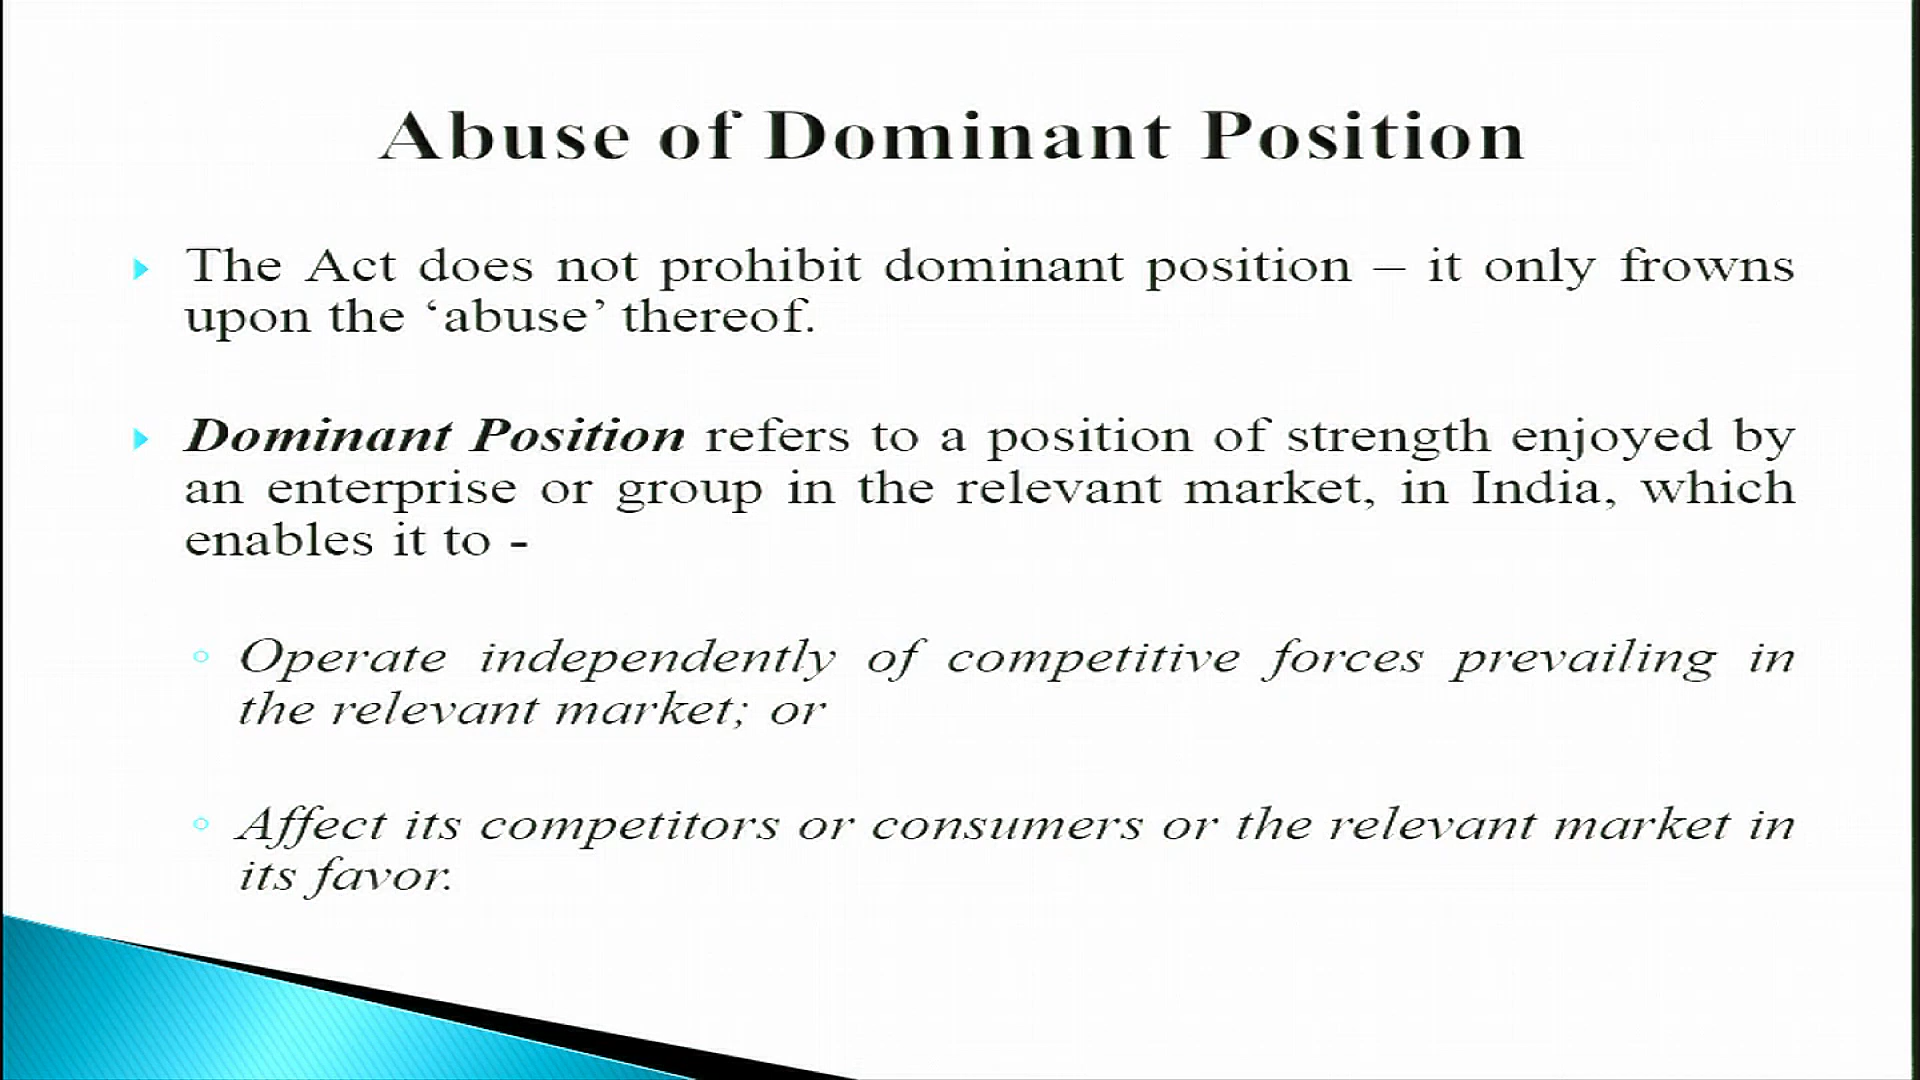 Abuse of Dominant Position
The Act does not prohibit dominant position – it only frowns
upon the ‘abuse’ thereof.
Dominant Position refers to a position of strength enjoyed by
an enterprise or group in the relevant market, in India, which
enables it to -
Operate independently of competitive forces prevailing in
the relevant market; or
Affect its competitors or consumers or the relevant market in
its favor.